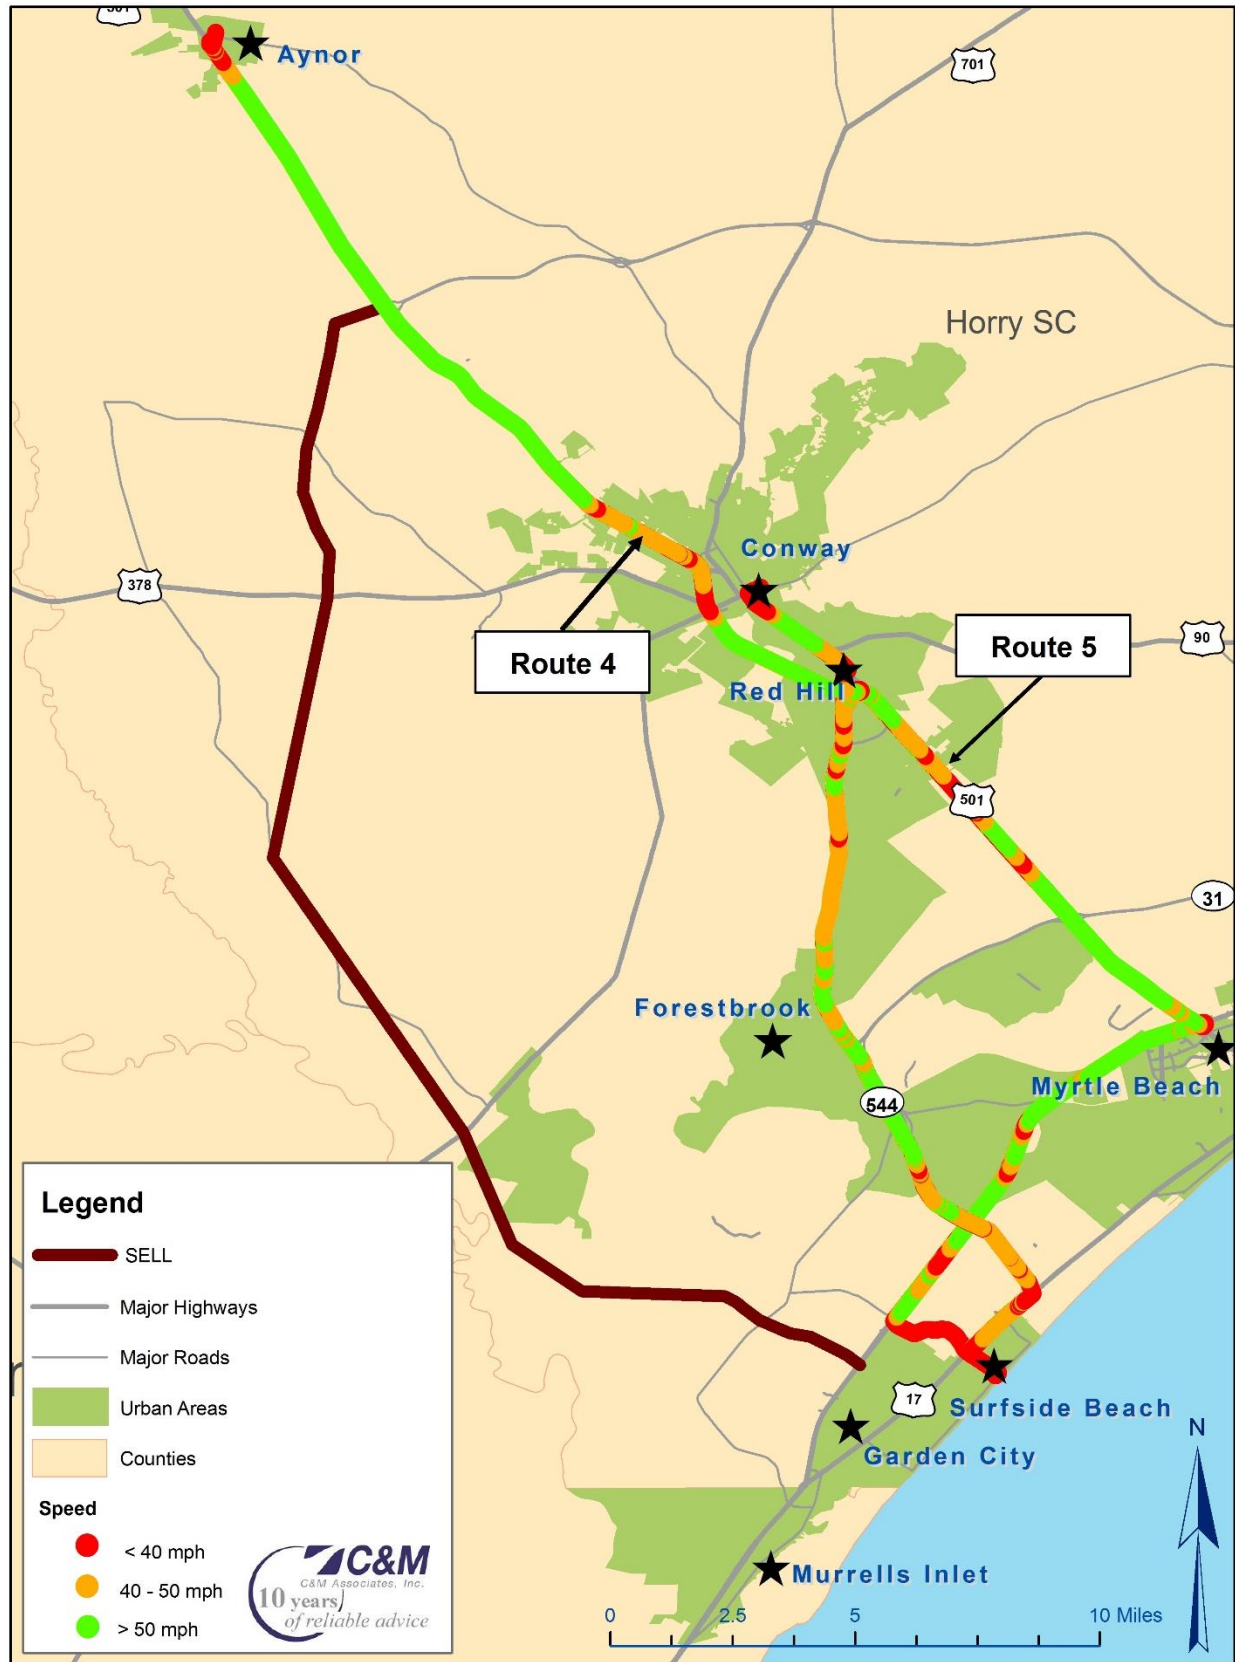 501
Aynor
701
Horry SC
Conway
378
Route 4
Route 5
90
Red Hill
501
31
Forestbrook
Myrtle Beach
544
Legend
SELL
Major Highways
Major Roads
Urban Areas
Counties
Speed
< 40 mph
40 - 50 mph
> 50 mph
C&M
C&M Associates, Inc.
10 years
of reliable advice
17
Surfside Beach
Garden City
Murrells Inlet
N
0 2.5 5 10 Miles